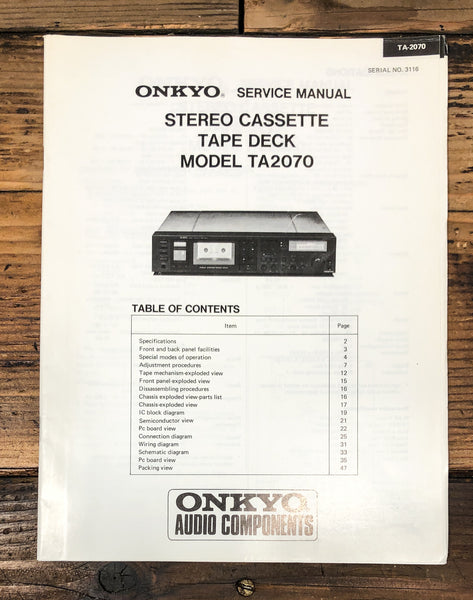 TA-2070
SERIAL NO. 3116
ONKYO® SERVICE MANUAL
STEREO CASSETTE
TAPE DECK
MODEL TA2070
TABLE OF CONTENTS
Item Page
Specifications 2
Front and back panel facilities 3
Special modes of operation 4
Adjustment procedures 7
Tape mechanism-exploded view 12
Front panel-exploded view 15
Dissassembling procedures 16
Chassis exploded view-parts list 16
Chassis-exploded view 17
IC block diagram 19
Semiconductor view 21
Pc board view 22
Connection diagram 25
Wiring diagram 31
Schematic diagram 33
Pc board view 35
Packing view 47
ONKYO®
AUDIO COMPONENTS